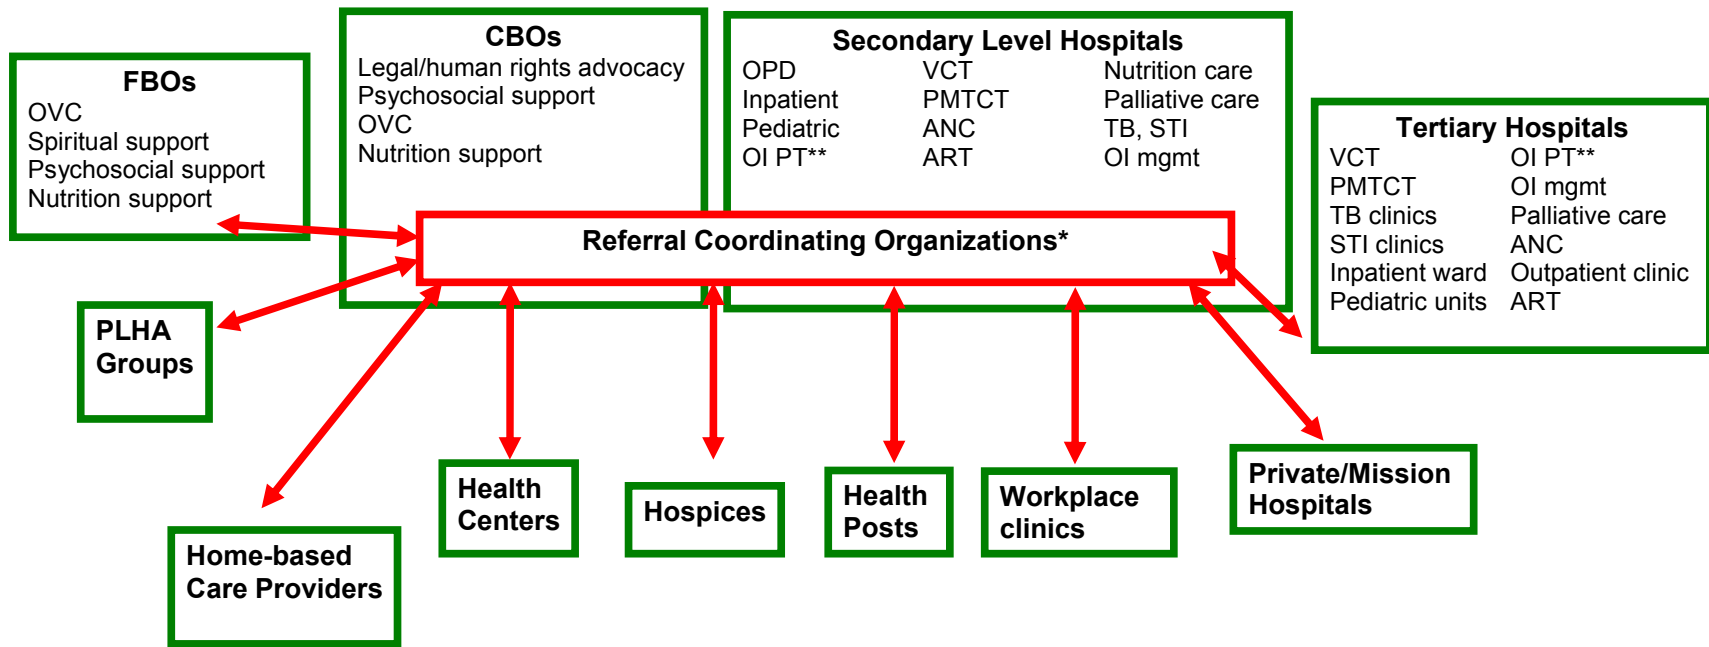 FBOs
OVC
Spiritual support
Psychosocial support
Nutrition support
CBOs
Legal/human rights advocacy
Psychosocial support
OVC
Nutrition support
Secondary Level Hospitals
OPD VCT Nutrition care
Inpatient PMTCT Palliative care
Pediatric ANC TB, STI
OI PT** ART OI mgmt
Tertiary Hospitals
VCT OI PT**
PMTCT OI mgmt
TB clinics Palliative care
STI clinics ANC
Inpatient ward Outpatient clinic
Pediatric units ART
Referral Coordinating Organizations*
PLHA
Groups
Home-based
Care Providers
Health
Centers
Hospices
Health
Posts
Workplace
clinics
Private/Mission
Hospitals